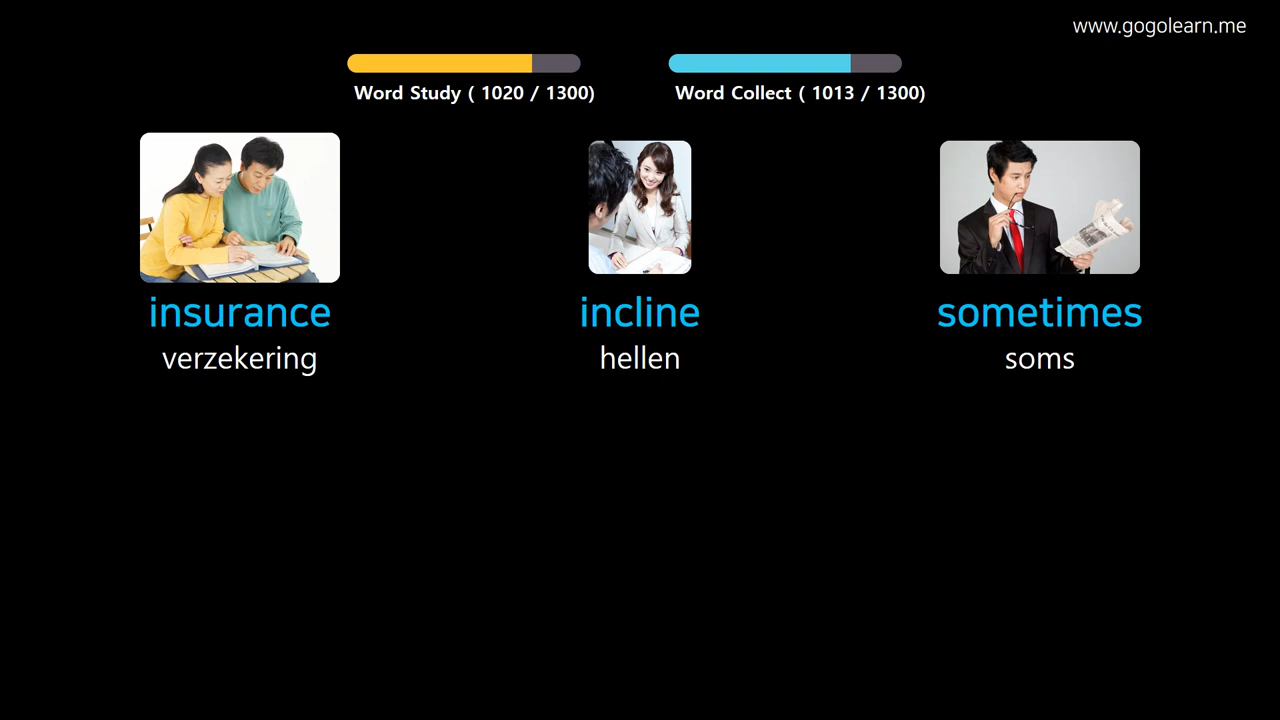 www.gogolearn.me
Word Study ( 1020 / 1300)
Word Collect ( 1013 / 1300)
insurance
verzekering
incline
hellen
sometimes
soms